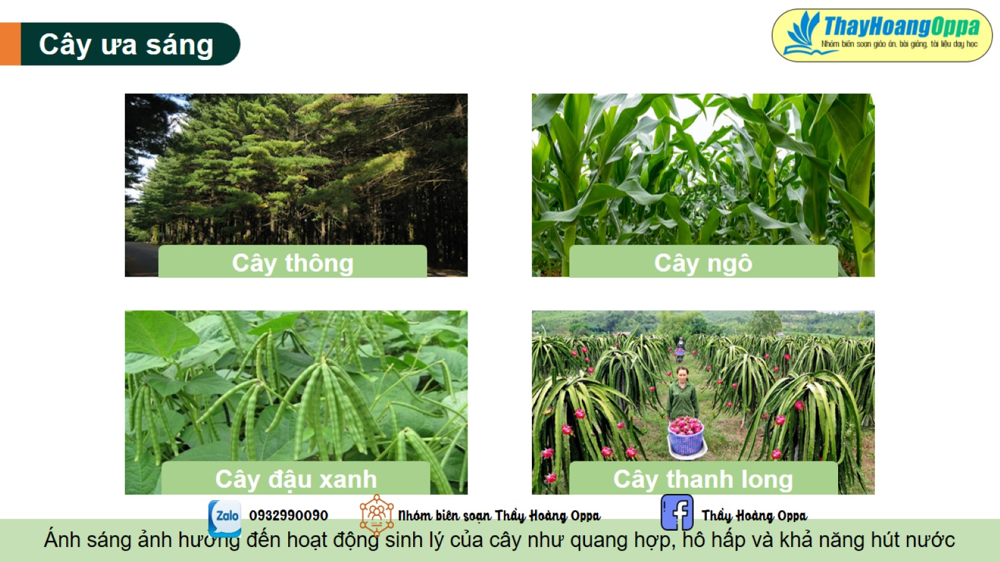 Cây ưa sáng
ThayHoangOppa
Nhóm biên soạn giáo án, bài giảng, tài liệu dạy học
Cây thông
Cây ngô
Cây đậu xanh
Cây thanh long
Zalo
0932990090
Nhóm biên soạn Thầy Hoàng Oppa
Thầy Hoàng Oppa
Ánh sáng ảnh hưởng đến hoạt động sinh lý của cây như quang hợp, hô hấp và khả năng hút nước